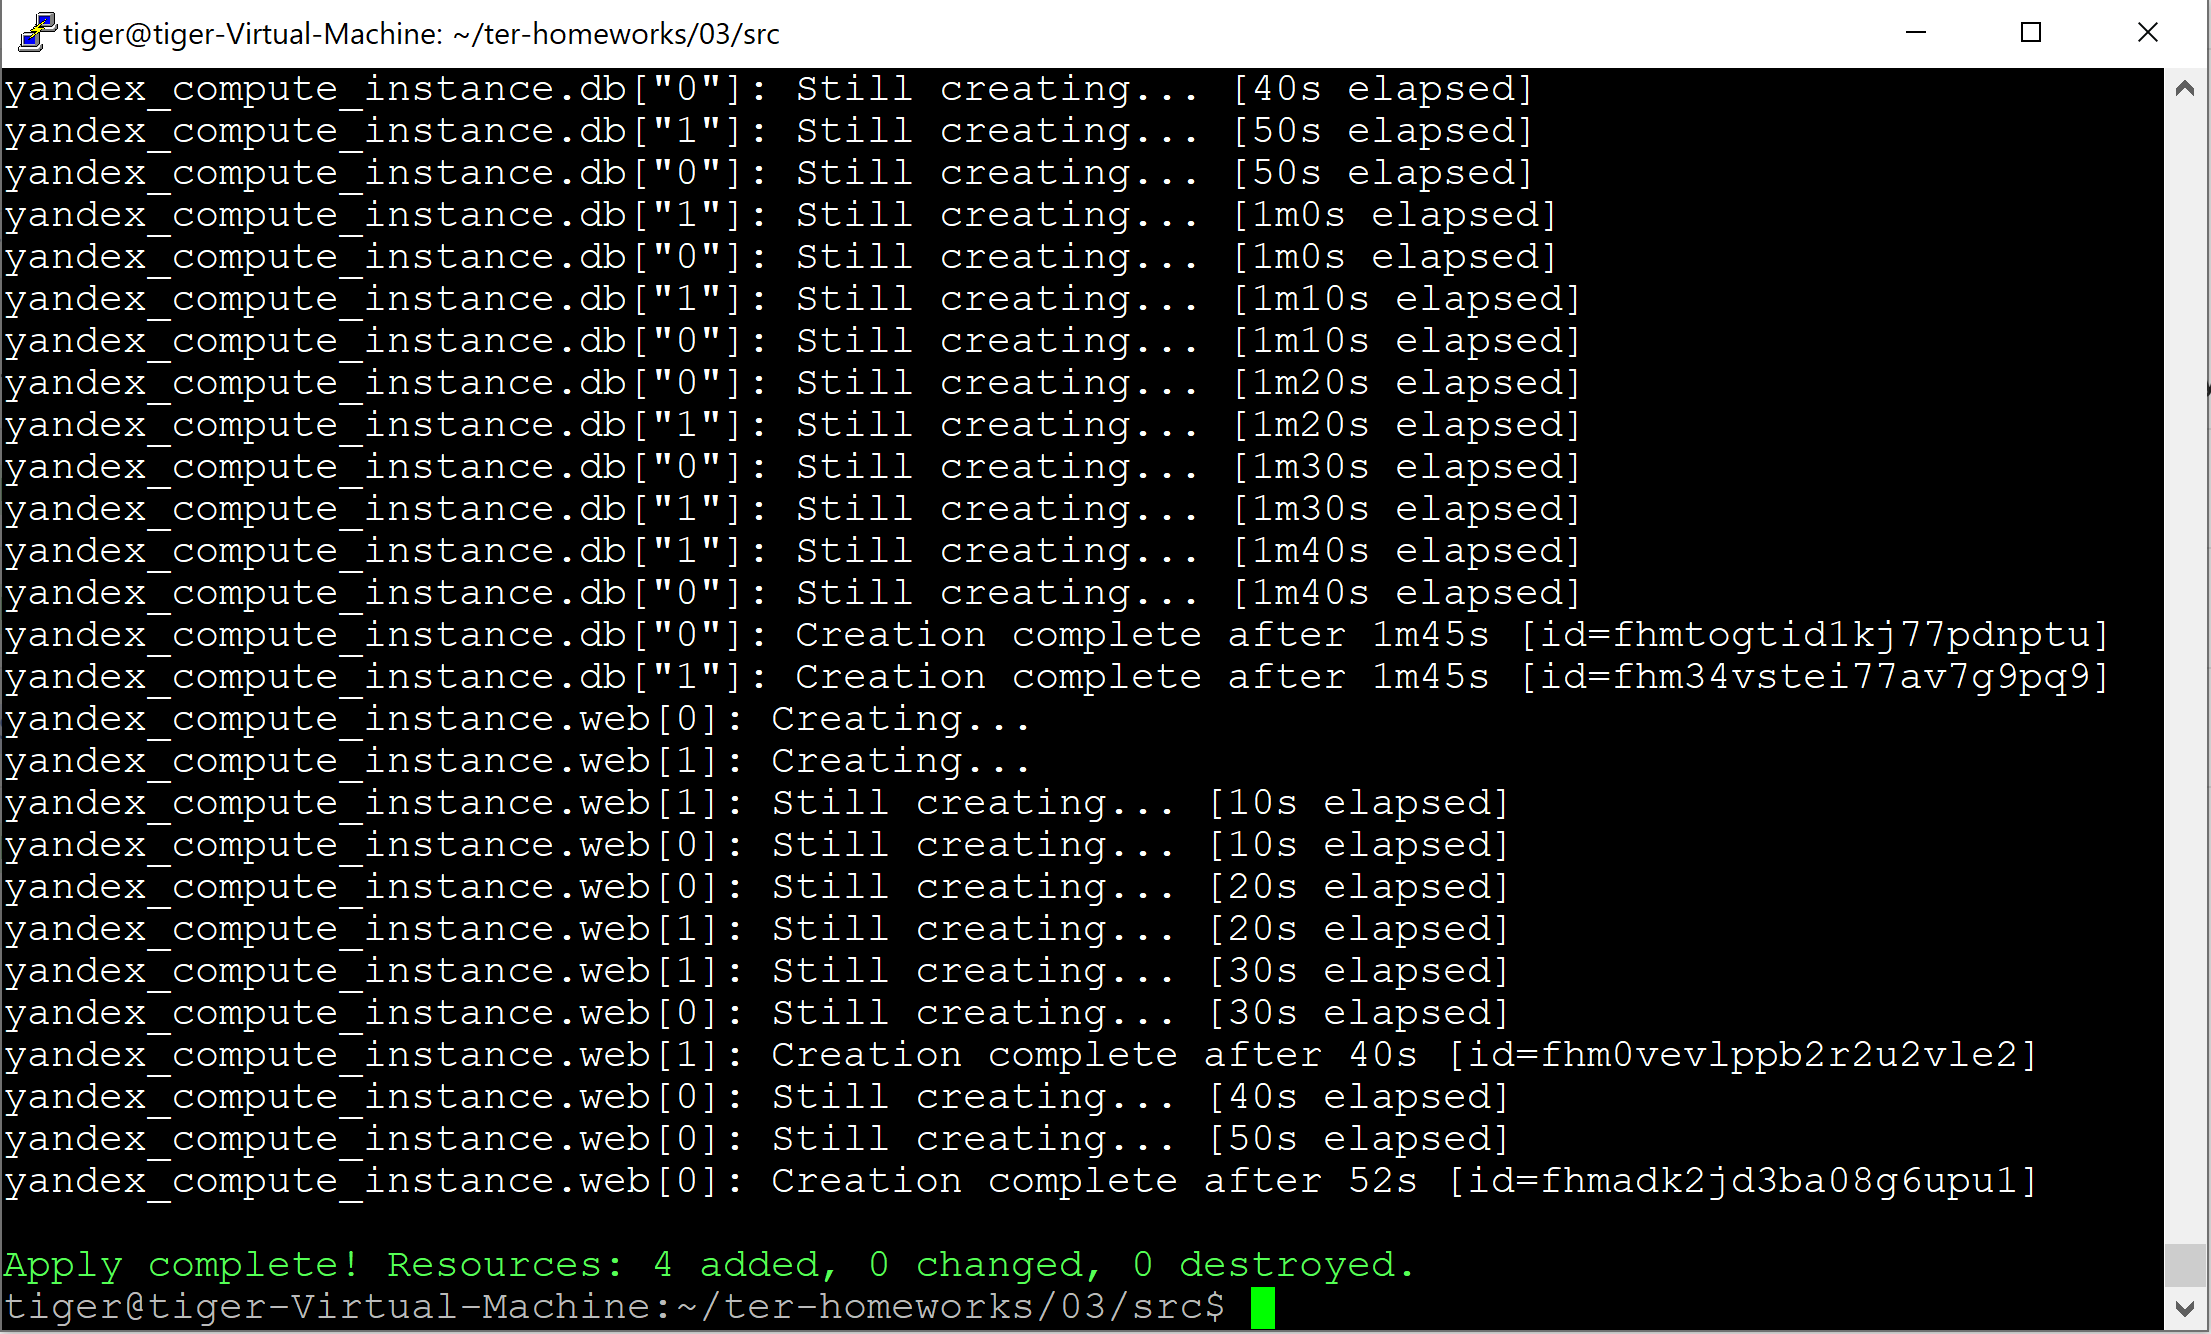 tiger@tiger-Virtual-Machine: ~/ter-homeworks/03/src
yandex_compute_instance.db["0"]: Still creating... [40s elapsed]
yandex_compute_instance.db["1"]: Still creating... [50s elapsed]
yandex_compute_instance.db["0"]: Still creating... [50s elapsed]
yandex_compute_instance.db["1"]: Still creating... [1m0s elapsed]
yandex_compute_instance.db["0"]: Still creating... [1m0s elapsed]
yandex_compute_instance.db["1"]: Still creating... [1m10s elapsed]
yandex_compute_instance.db["0"]: Still creating... [1m10s elapsed]
yandex_compute_instance.db["0"]: Still creating... [1m20s elapsed]
yandex_compute_instance.db["1"]: Still creating... [1m20s elapsed]
yandex_compute_instance.db["0"]: Still creating... [1m30s elapsed]
yandex_compute_instance.db["1"]: Still creating... [1m30s elapsed]
yandex_compute_instance.db["1"]: Still creating... [1m40s elapsed]
yandex_compute_instance.db["0"]: Still creating... [1m40s elapsed]
yandex_compute_instance.db["0"]: Creation complete after 1m45s [id=fhmtogtid1kj77pdnptu]
yandex_compute_instance.db["1"]: Creation complete after 1m45s [id=fhm34vstei77av7g9pq9]
yandex_compute_instance.web[0]: Creating...
yandex_compute_instance.web[1]: Creating...
yandex_compute_instance.web[1]: Still creating... [10s elapsed]
yandex_compute_instance.web[0]: Still creating... [10s elapsed]
yandex_compute_instance.web[0]: Still creating... [20s elapsed]
yandex_compute_instance.web[1]: Still creating... [20s elapsed]
yandex_compute_instance.web[1]: Still creating... [30s elapsed]
yandex_compute_instance.web[0]: Still creating... [30s elapsed]
yandex_compute_instance.web[1]: Creation complete after 40s [id=fhm0vevlppb2r2u2vle2]
yandex_compute_instance.web[0]: Still creating... [40s elapsed]
yandex_compute_instance.web[0]: Still creating... [50s elapsed]
yandex_compute_instance.web[0]: Creation complete after 52s [id=fhmadk2jd3ba08g6upu1]
Apply complete! Resources: 4 added, 0 changed, 0 destroyed.
tiger@tiger-Virtual-Machine:~/ter-homeworks/03/src$